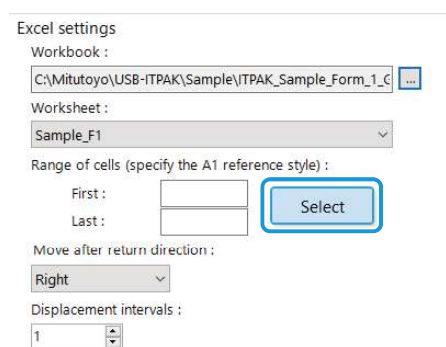 Excel settings
Workbook :
C:\Mitutoyo\USB-ITPAK\Sample\ITPAK_Sample_Form_1_G ...
Worksheet :
Sample_F1
Range of cells (specify the A1 reference style) :
First :
Select
Last :
Move after return direction :
Right
Displacement intervals :
1